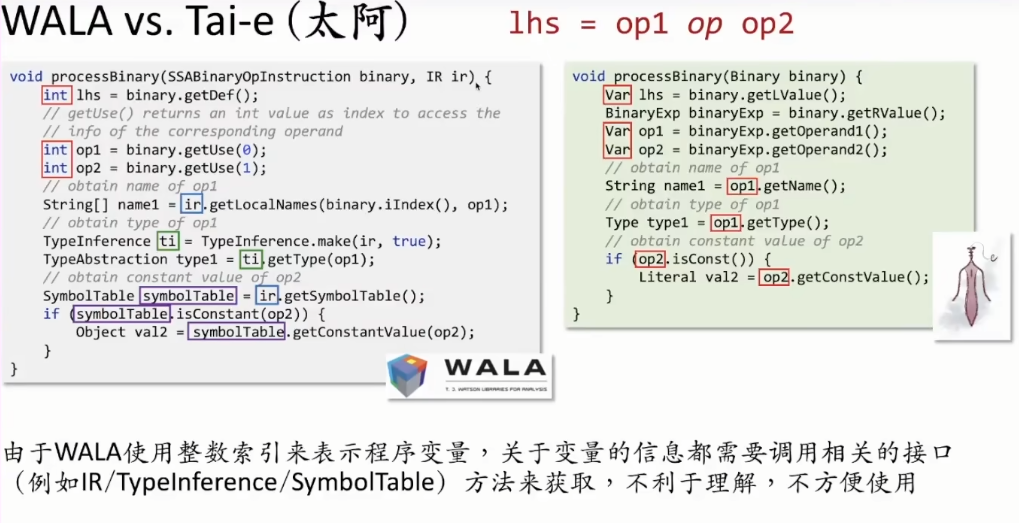 WALA vs. Tai-e (太阿)
lhs = op1 op op2
void processBinary(SSABinaryOpInstruction binary, IR ir) {
int lhs = binary.getDef();
// getUse() returns an int value as index to access the
// info of the corresponding operand
int op1 = binary.getUse(0);
int op2 = binary.getUse(1);
// obtain name of op1
String[] name1 = ir.getLocalNames(binary.iIndex(), op1);
// obtain type of op1
TypeInference ti = TypeInference.make(ir, true);
TypeAbstraction type1 = ti.getType(op1);
// obtain constant value of op2
SymbolTable symbolTable = ir.getSymbolTable();
if (symbolTable.isConstant(op2)) {
Object val2 = symbolTable.getConstantValue(op2);
}
}
WALA
T. J. WATSON LIBRARIES FOR ANALYSIS
void processBinary(Binary binary) {
Var lhs = binary.getLValue();
BinaryExp binaryExp = binary.getRValue();
Var op1 = binaryExp.getOperand1();
Var op2 = binaryExp.getOperand2();
// obtain name of op1
String name1 = op1.getName();
// obtain type of op1
Type type1 = op1.getType();
// obtain constant value of op2
if (op2.isConst()) {
Literal val2 = op2.getConstValue();
}
}
由于WALA使用整数索引来表示程序变量，关于变量的信息都需要调用相关的接口
（例如IR/TypeInference/SymbolTable）方法来获取，不利于理解，不方便使用